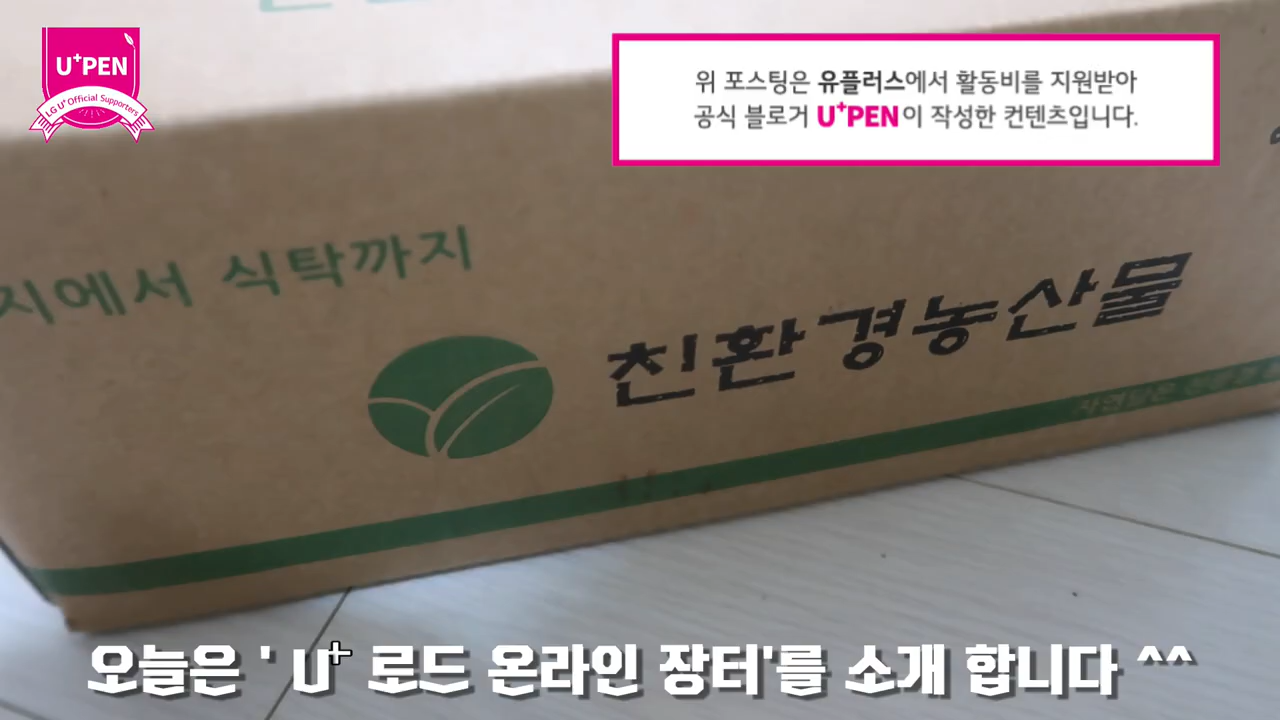 U+PEN
LG U+ Official Supporters
위 포스팅은 유플러스에서 활동비를 지원받아
공식 블로거 U+PEN이 작성한 컨텐츠입니다.
지에서 식탁까지
친환경농산물
오늘은 ' U+ 로드 온라인 장터'를 소개 합니다 ^^